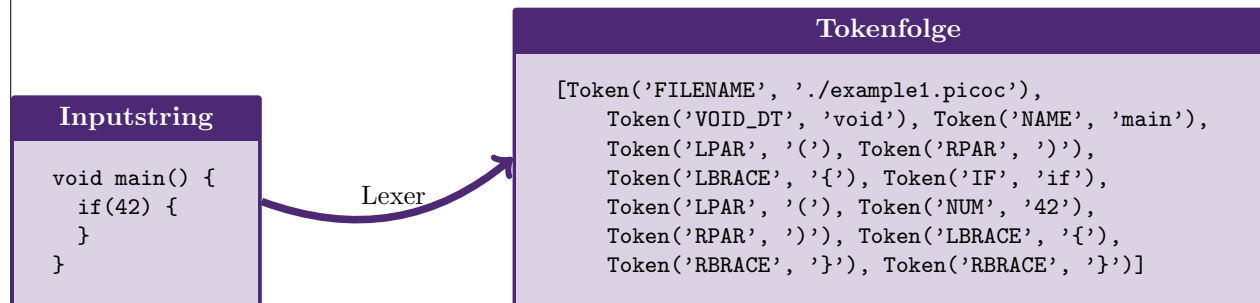 Inputstring
void main() {
  if(42) {
  }
}
Lexer
Tokenfolge
[Token('FILENAME', './example1.picoc'),
    Token('VOID_DT', 'void'), Token('NAME', 'main'),
    Token('LPAR', '('), Token('RPAR', ')'),
    Token('LBRACE', '{'), Token('IF', 'if'),
    Token('LPAR', '('), Token('NUM', '42'),
    Token('RPAR', ')'), Token('LBRACE', '{'),
    Token('RBRACE', '}'), Token('RBRACE', '}')]